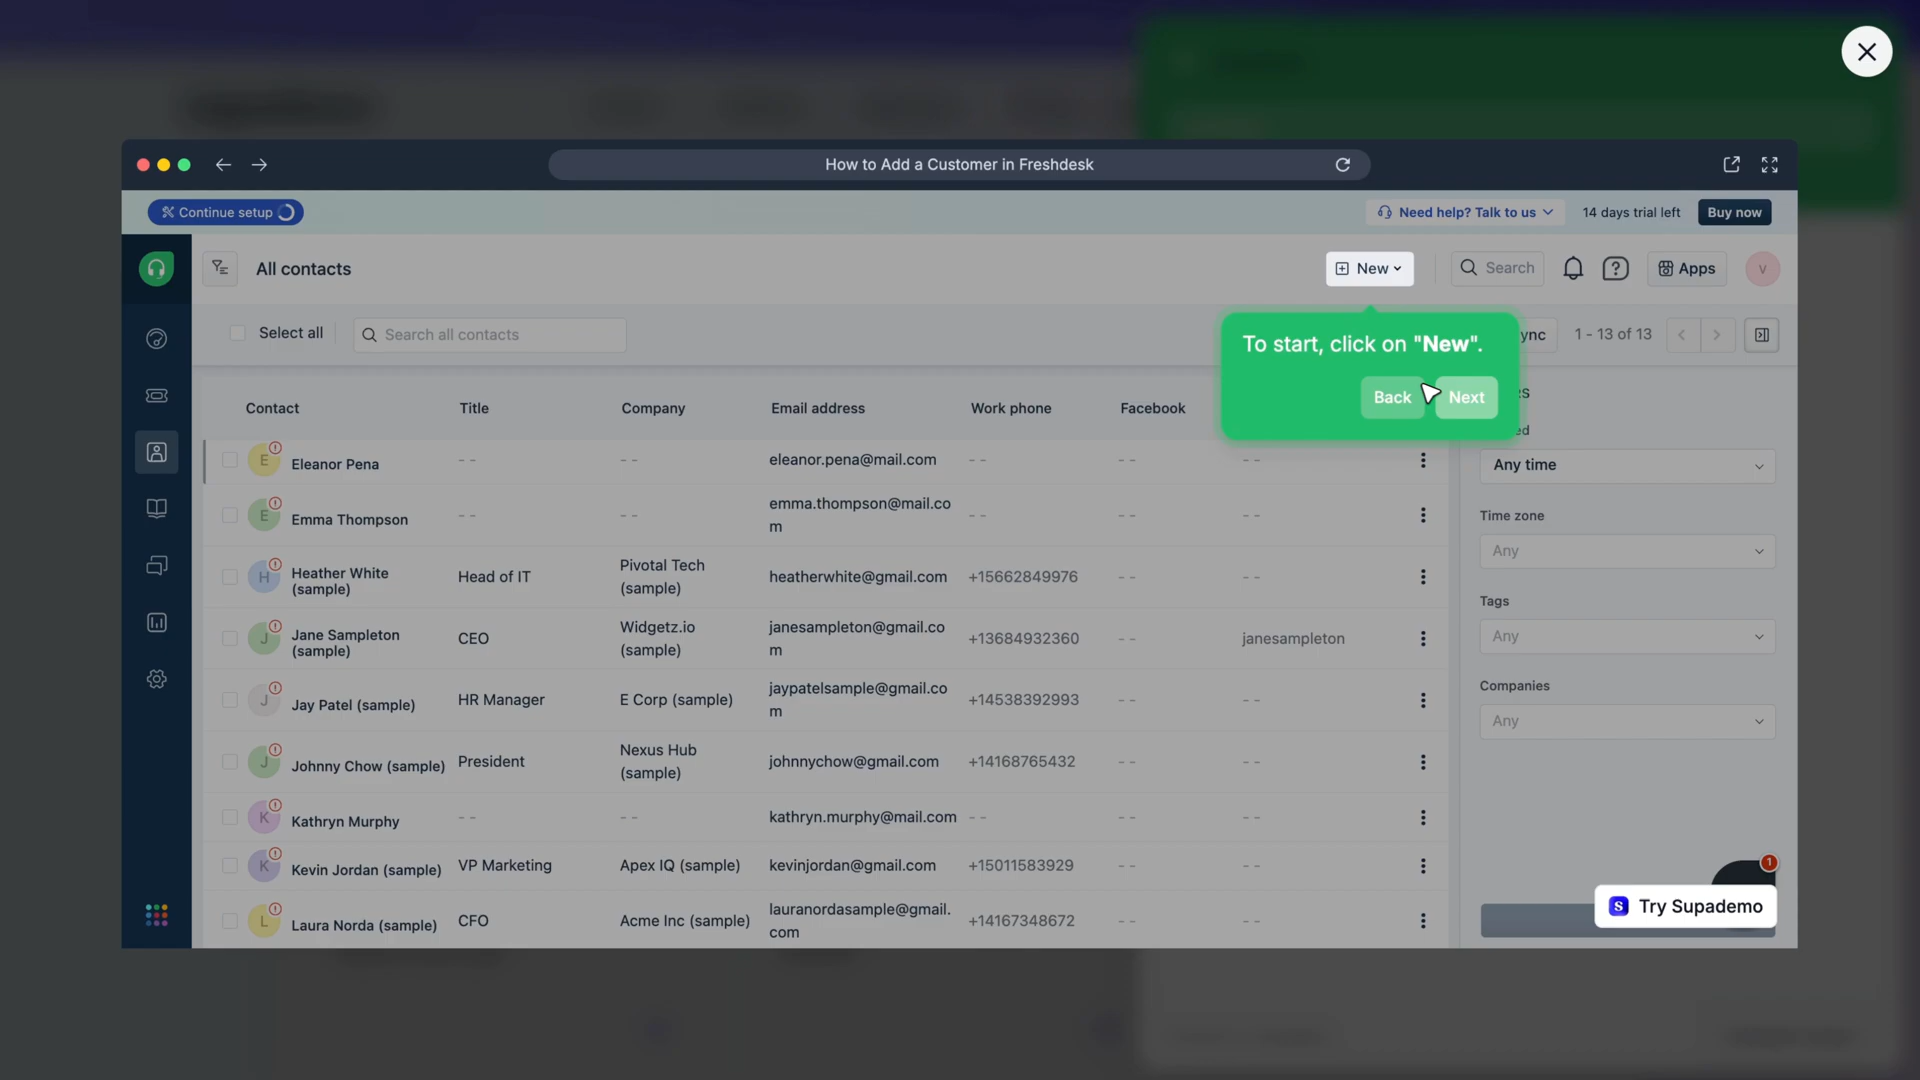 How to Add a Customer in Freshdesk
Continue setup
Need help? Talk to us
14 days trial left
Buy now
All contacts
New
Search
Apps
V
Select all
Search all contacts
To start, click on "New".
Back
Next
ync
1 - 13 of 13
Contact
Title
Company
Email address
Work phone
Facebook
E
Eleanor Pena
- -
- -
eleanor.pena@mail.com
- -
- -
- -
E
Emma Thompson
- -
- -
emma.thompson@mail.co
m
- -
- -
- -
H
Heather White
(sample)
Head of IT
Pivotal Tech
(sample)
heatherwhite@gmail.com
+15662849976
- -
- -
J
Jane Sampleton
(sample)
CEO
Widgetz.io
(sample)
janesampleton@gmail.co
m
+13684932360
- -
janesampleton
J
Jay Patel (sample)
HR Manager
E Corp (sample)
jaypatelsample@gmail.co
m
+14538392993
- -
- -
J
Johnny Chow (sample)
President
Nexus Hub
(sample)
johnnychow@gmail.com
+14168765432
- -
- -
K
Kathryn Murphy
- -
- -
kathryn.murphy@mail.com
- -
- -
- -
K
Kevin Jordan (sample)
VP Marketing
Apex IQ (sample)
kevinjordan@gmail.com
+15011583929
- -
- -
L
Laura Norda (sample)
CFO
Acme Inc (sample)
lauranordasample@gmail.
com
+14167348672
- -
- -
RS
ed
Any time
Time zone
Any
Tags
Any
Companies
Any
1
S
Try Supademo